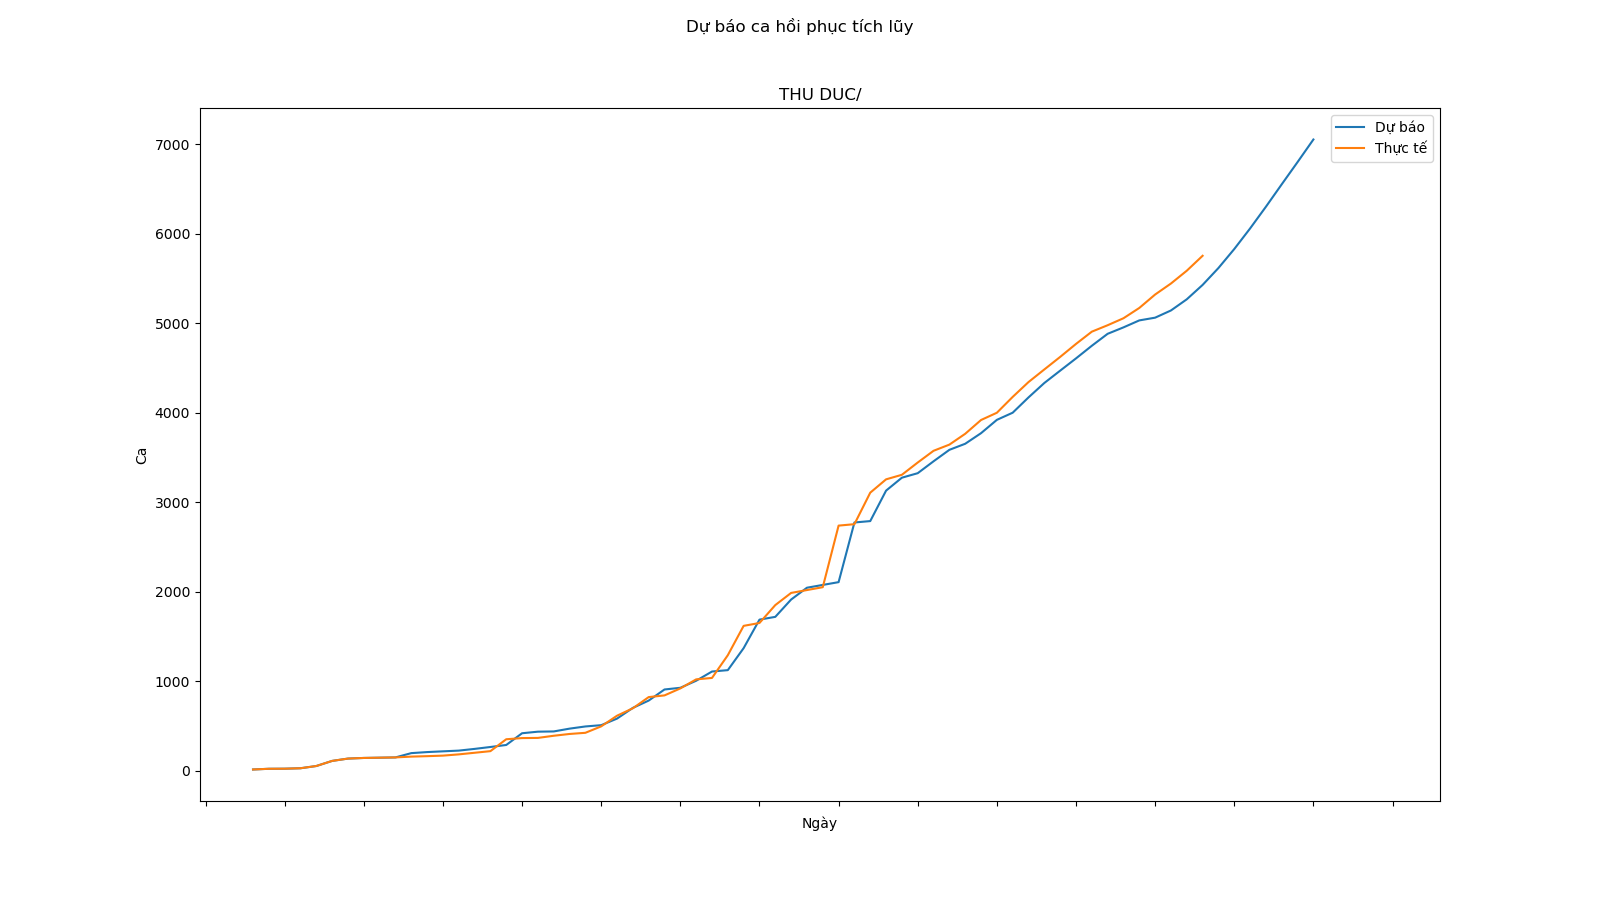 Dự báo ca hồi phục tích lũy
THU DUC/
Dự báo
Thực tế
7000
6000
5000
4000
3000
2000
1000
0
Ca
Ngày